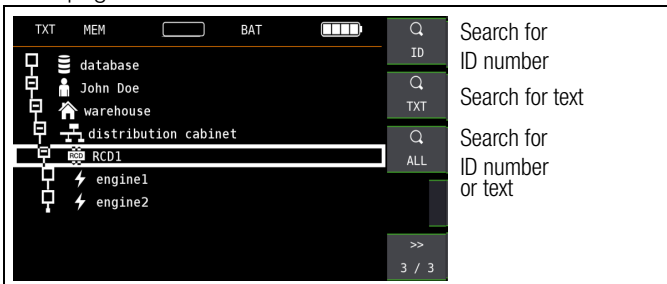 TXT MEM BAT
database
John Doe
warehouse
distribution cabinet
RCD RCD1
engine1
engine2
ID
TXT
ALL
>>
3 / 3
Search for
ID number
Search for text
Search for
ID number
or text